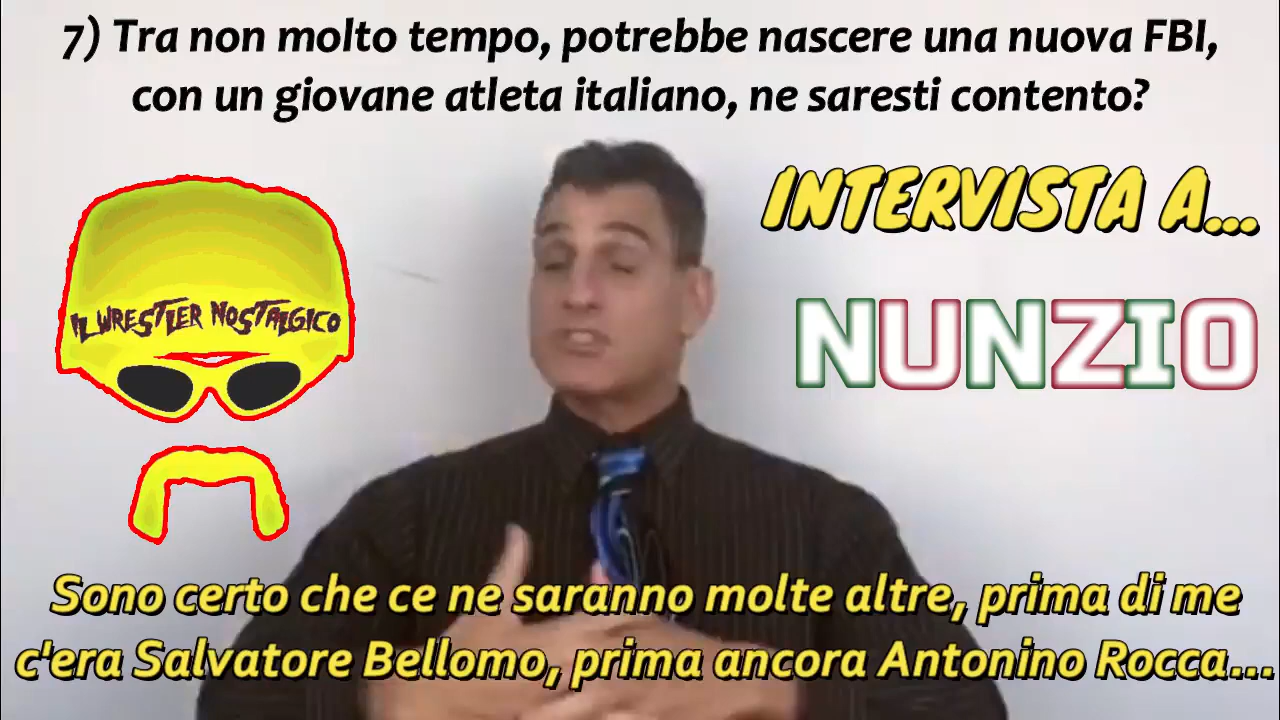 7) Tra non molto tempo, potrebbe nascere una nuova FBI,
con un giovane atleta italiano, ne saresti contento?
INTERVISTA A...
NUNZIO
IL WRESTLER NOSTALGICO
Sono certo che ce ne saranno molte altre, prima di me
c'era Salvatore Bellomo, prima ancora Antonino Rocca...